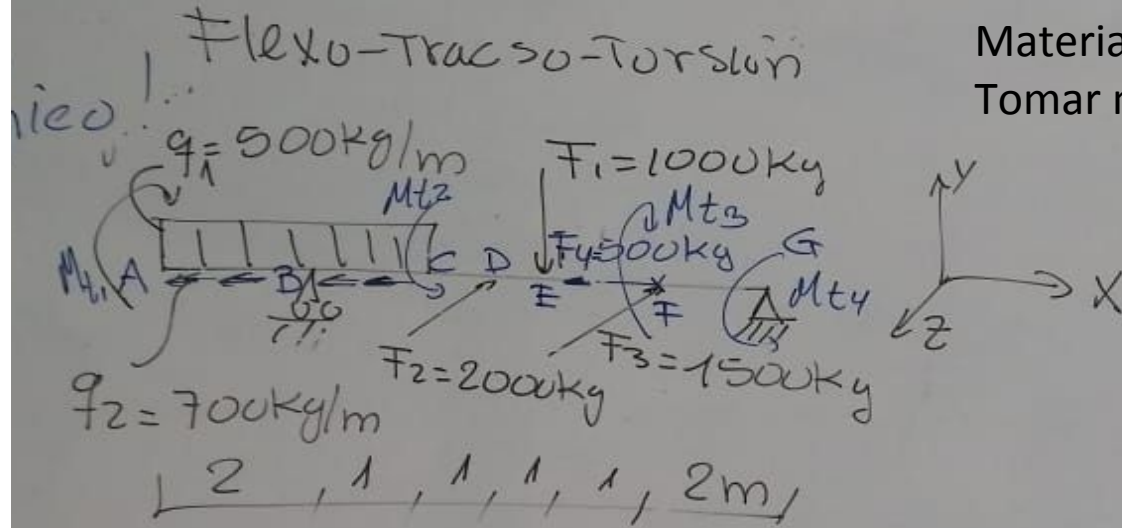 Flexo-Tracso-Torsión
Materia
Tomar
nico!...
q1=500kg/m
F1=1000Kg
Mt2
Mt3
Y
F4=500Kg
G
Mt1 A B C D E F Mt4
X
Z
F2=2000Kg
F3=1500Kg
q2=700Kg/m
2, 1, 1, 1, 1, 2m